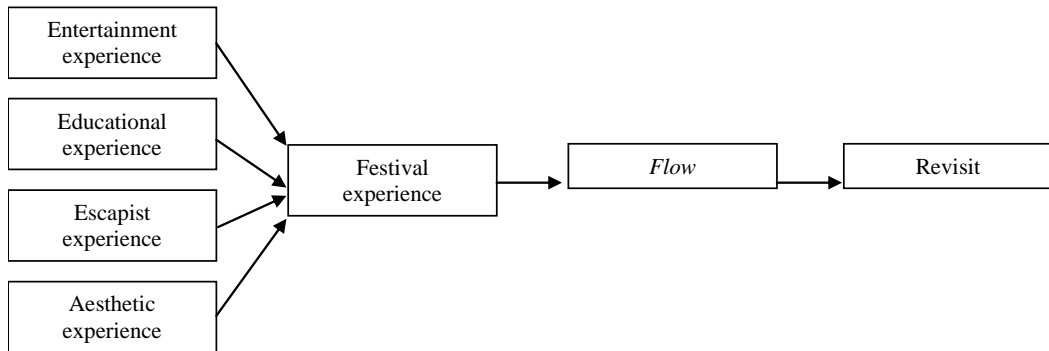 Entertainment
experience
Educational
experience
Escapist
experience
Aesthetic
experience
Festival
experience
Flow
Revisit